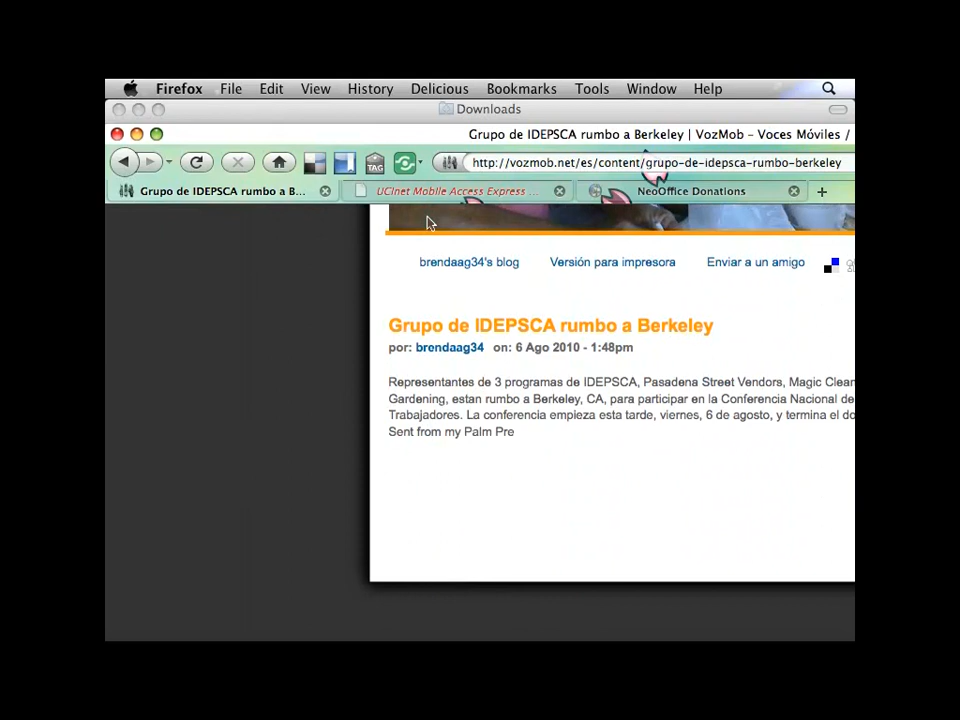 Firefox File Edit View History Delicious Bookmarks Tools Window Help
Downloads
Grupo de IDEPSCA rumbo a Berkeley | VozMob – Voces Móviles /
TAG http://vozmob.net/es/content/grupo-de-idepsca-rumbo-berkeley
Grupo de IDEPSCA rumbo a B... UCInet Mobile Access Express ... NeoOffice Donations
brendaag34's blog Versión para impresora Enviar a un amigo
Grupo de IDEPSCA rumbo a Berkeley
por: brendaag34 on: 6 Ago 2010 - 1:48pm
Representantes de 3 programas de IDEPSCA, Pasadena Street Vendors, Magic Clean
Gardening, estan rumbo a Berkeley, CA, para participar en la Conferencia Nacional de
Trabajadores. La conferencia empieza esta tarde, viernes, 6 de agosto, y termina el do
Sent from my Palm Pre